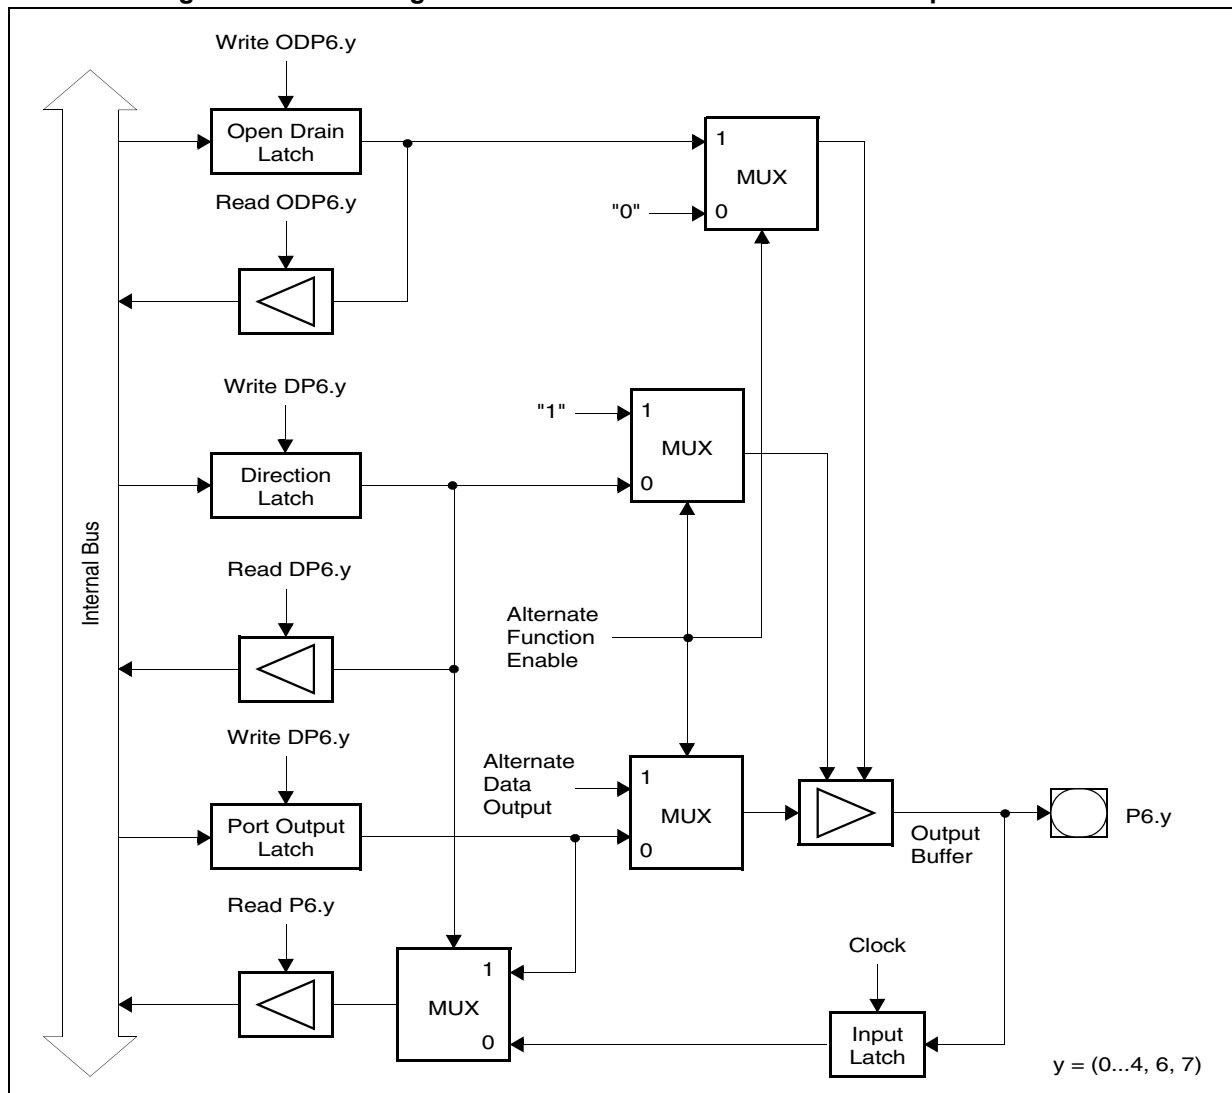 Write ODP6.y
Open Drain
Latch
1
MUX
"0"
0
Read ODP6.y
Write DP6.y
"1"
1
MUX
0
Direction
Latch
Internal Bus
Read DP6.y
Alternate
Function
Enable
Write DP6.y
Alternate
Data
Output
1
MUX
0
Port Output
Latch
Output
Buffer
P6.y
Read P6.y
1
MUX
0
Clock
Input
Latch
y = (0...4, 6, 7)